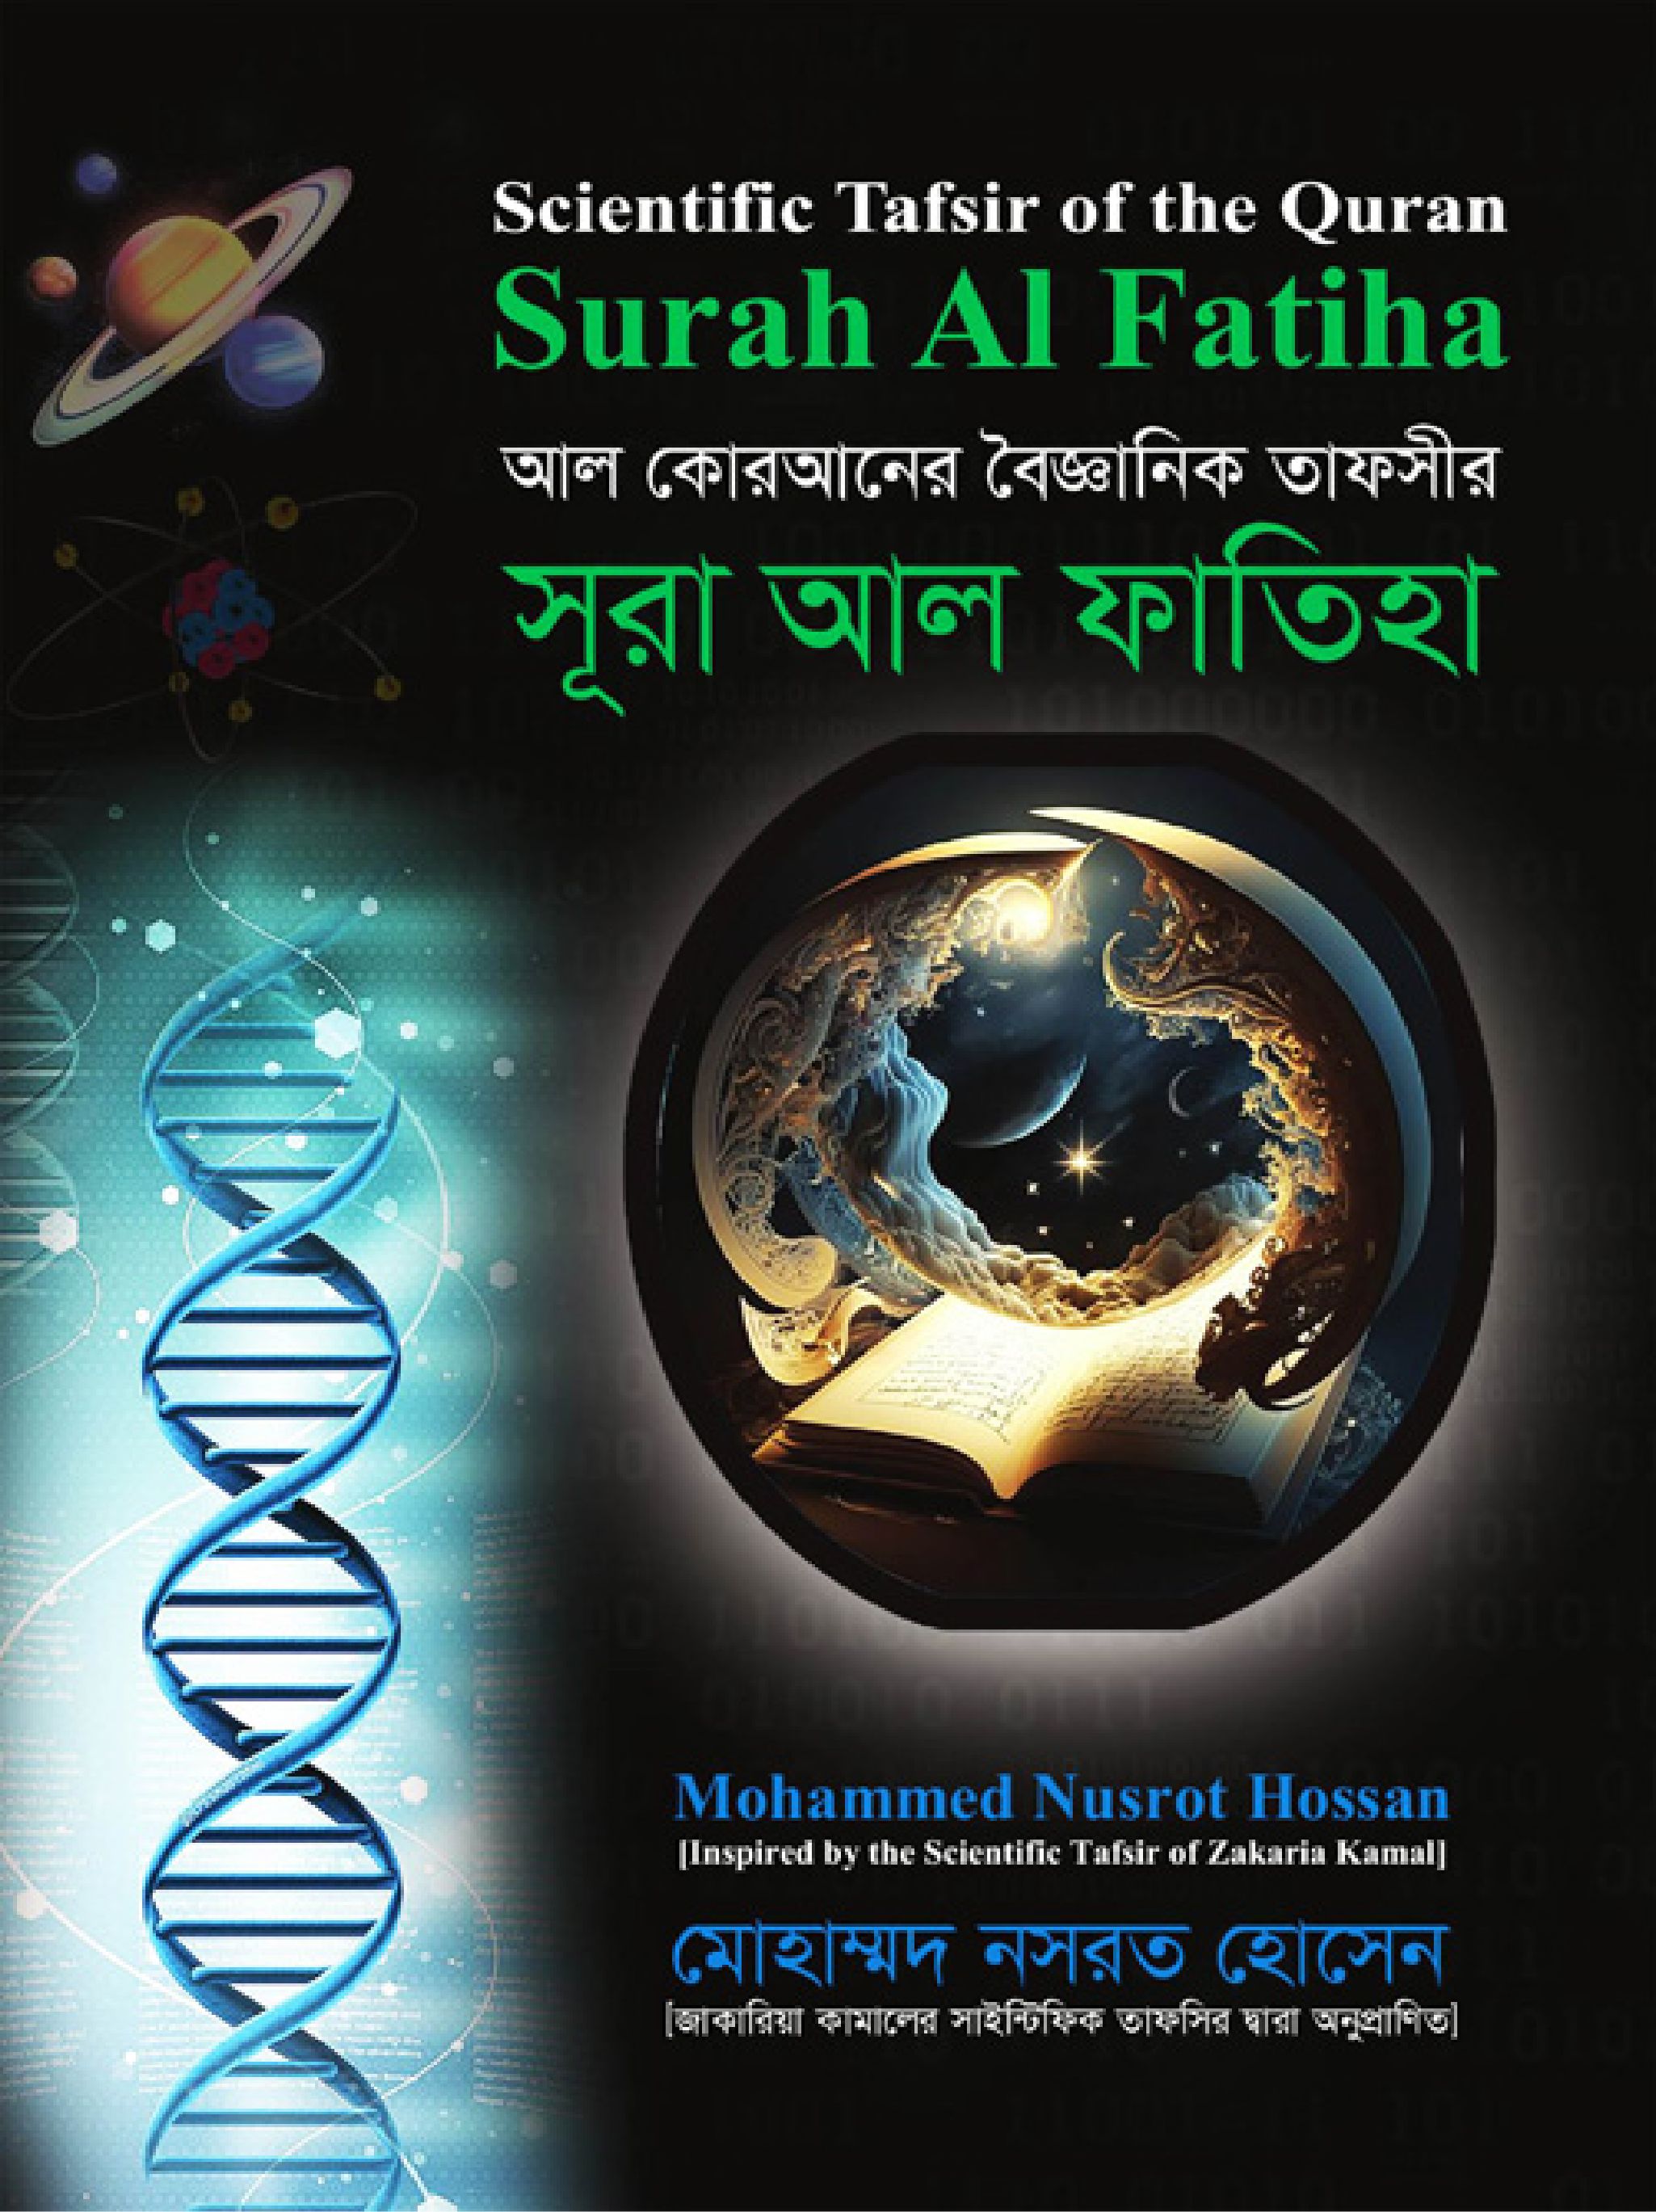 Scientific Tafsir of the Quran
Surah Al Fatiha
আল কোরআনের বৈজ্ঞানিক তাফসীর
সূরা আল ফাতিহা
Mohammed Nusrot Hossan
[Inspired by the Scientific Tafsir of Zakaria Kamal]
মোহাম্মদ নসরত হোসেন
[জাকারিয়া কামালের সাইন্টিফিক তাফসির দ্বারা অনুপ্রাণিত]